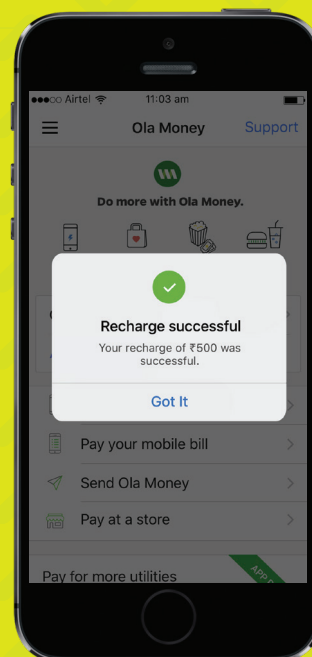 Airtel 11:03 am
Ola Money Support
Do more with Ola Money.
Recharge successful
Your recharge of ₹500 was
successful.
Got It
Pay your mobile bill
Send Ola Money
Pay at a store
Pay for more utilities
APP